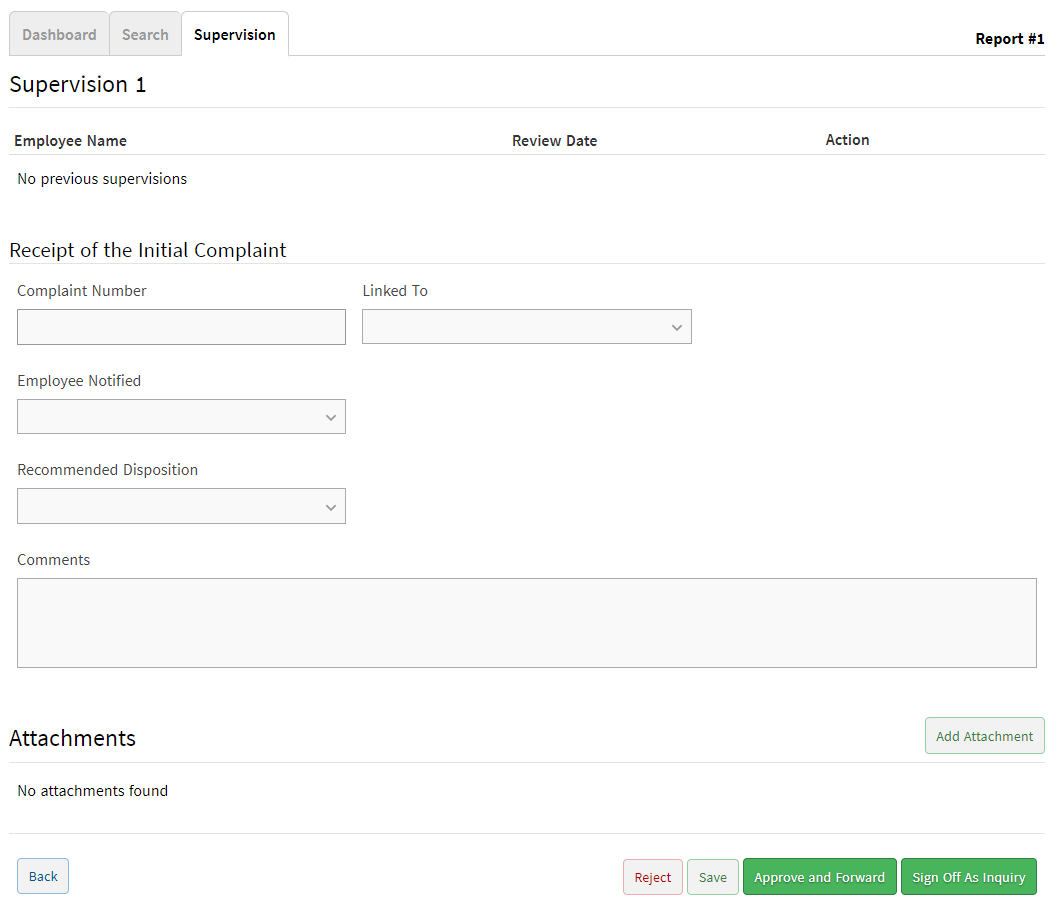 Dashboard Search Supervision
Report #1
Supervision 1
Employee Name Review Date Action
No previous supervisions
Receipt of the Initial Complaint
Complaint Number Linked To
Employee Notified
Recommended Disposition
Comments
Attachments Add Attachment
No attachments found
Back Reject Save Approve and Forward Sign Off As Inquiry